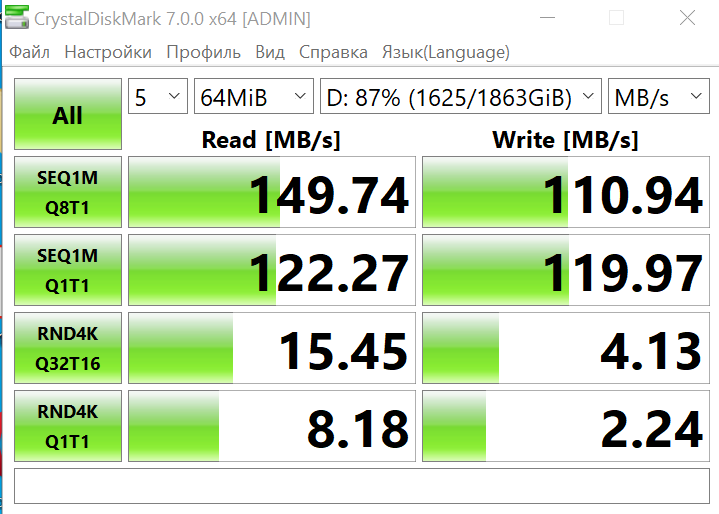 CrystalDiskMark 7.0.0 x64 [ADMIN]
Файл Настройки Профиль Вид Справка Язык(Language)
All 5 64MiB D: 87% (1625/1863GiB) MB/s
Read [MB/s] Write [MB/s]
SEQ1M
Q8T1 149.74 110.94
SEQ1M
Q1T1 122.27 119.97
RND4K
Q32T16 15.45 4.13
RND4K
Q1T1 8.18 2.24